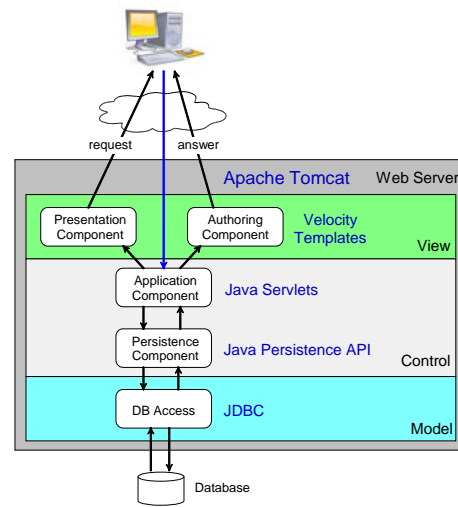 request
answer
Apache Tomcat
Web Server
Presentation
Component
Authoring
Component
Velocity
Templates
View
Application
Component
Java Servlets
Persistence
Component
Java Persistence API
Control
DB Access
JDBC
Model
Database